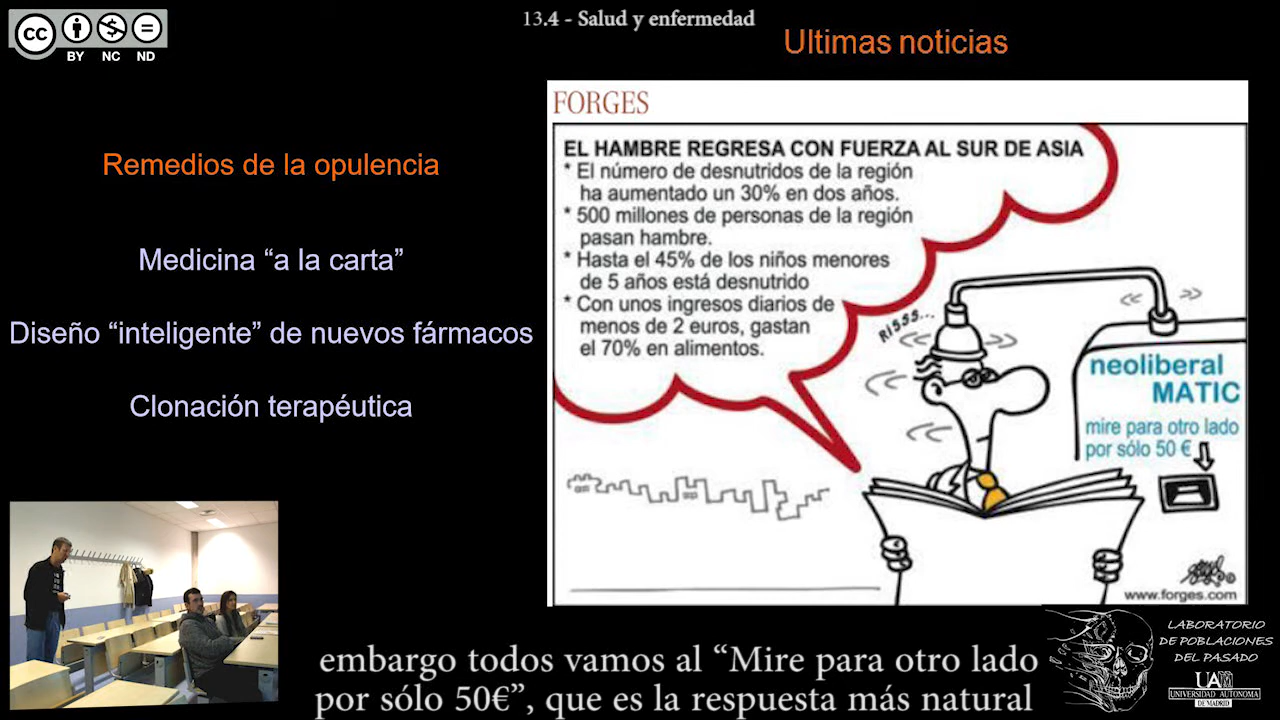 13.4 - Salud y enfermedad
Ultimas noticias
cc
BY NC ND
Remedios de la opulencia
Medicina “a la carta”
Diseño “inteligente” de nuevos fármacos
Clonación terapéutica
FORGES
EL HAMBRE REGRESA CON FUERZA AL SUR DE ASIA
* El número de desnutridos de la región
ha aumentado un 30% en dos años.
* 500 millones de personas de la región
pasan hambre.
* Hasta el 45% de los niños menores
de 5 años está desnutrido
* Con unos ingresos diarios de
menos de 2 euros, gastan
el 70% en alimentos.
RISSS...
neoliberal
MATIC
mire para otro lado
por sólo 50 €
www.forges.com
embargo todos vamos al “Mire para otro lado
por sólo 50€”, que es la respuesta más natural
LABORATORIO
DE POBLACIONES
DEL PASADO
UAM
UNIVERSIDAD AUTONOMA
DE MADRID